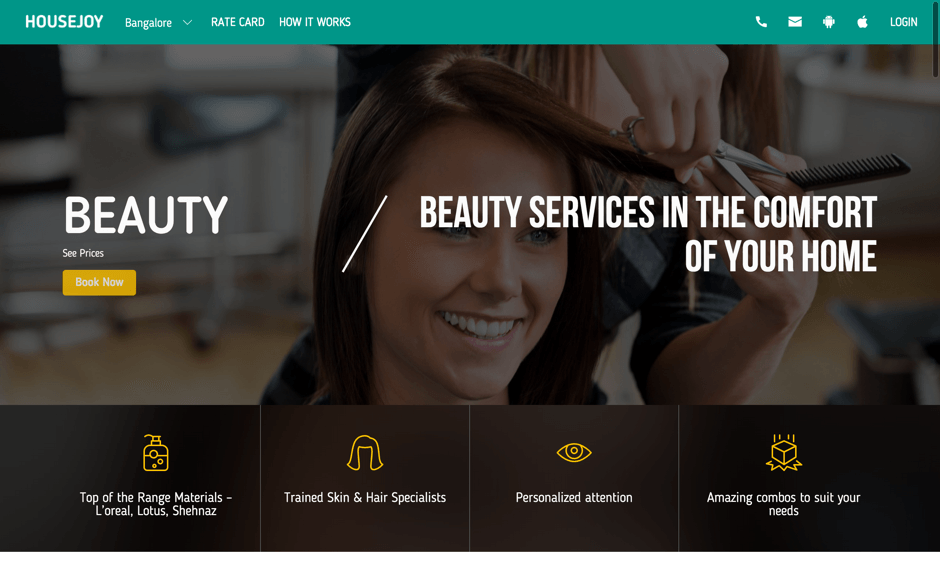 HOUSEJOY
Bangalore
RATE CARD
HOW IT WORKS
LOGIN
BEAUTY
See Prices
Book Now
BEAUTY SERVICES IN THE COMFORT
OF YOUR HOME
Top of the Range Materials –
L'oreal, Lotus, Shehnaz
Trained Skin & Hair Specialists
Personalized attention
Amazing combos to suit your
needs